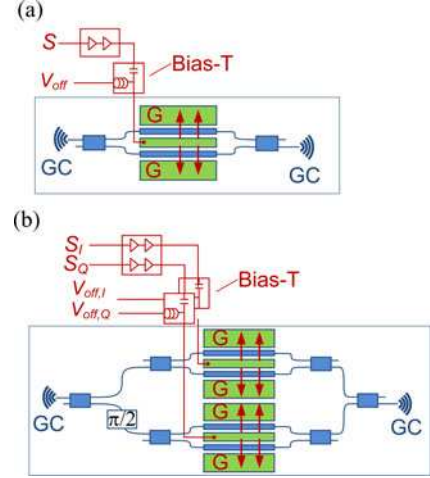 (a)
S
V_off
Bias-T
G
GC
G
GC
(b)
S_I
S_Q
V_off,I
V_off,Q
Bias-T
G
G
GC
π/2
G
GC
G